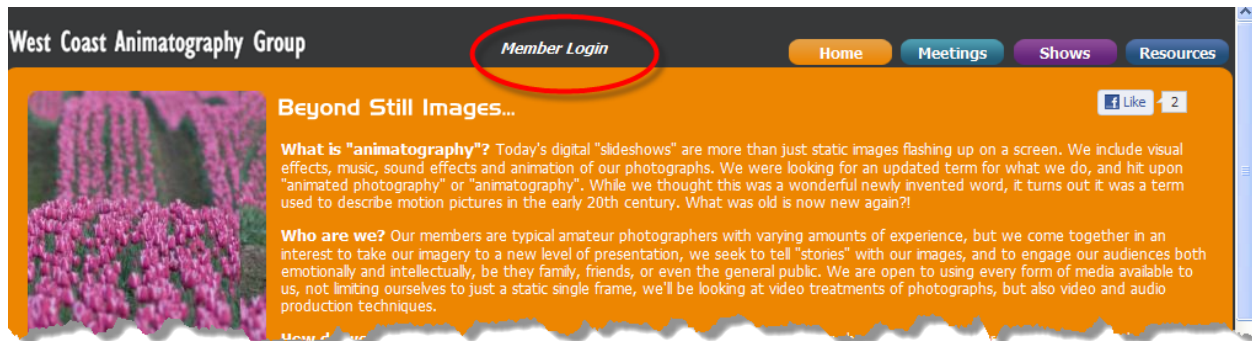 West Coast Animatography Group
Member Login
Home
Meetings
Shows
Resources
Beyond Still Images...
Like
2
What is "animatography"? Today's digital "slideshows" are more than just static images flashing up on a screen. We include visual
effects, music, sound effects and animation of our photographs. We were looking for an updated term for what we do, and hit upon
"animated photography" or "animatography". While we thought this was a wonderful newly invented word, it turns out it was a term
used to describe motion pictures in the early 20th century. What was old is now new again?!
Who are we? Our members are typical amateur photographers with varying amounts of experience, but we come together in an
interest to take our imagery to a new level of presentation, we seek to tell "stories" with our images, and to engage our audiences both
emotionally and intellectually, be they family, friends, or even the general public. We are open to using every form of media available to
us, not limiting ourselves to just a static single frame, we'll be looking at video treatments of photographs, but also video and audio
production techniques.